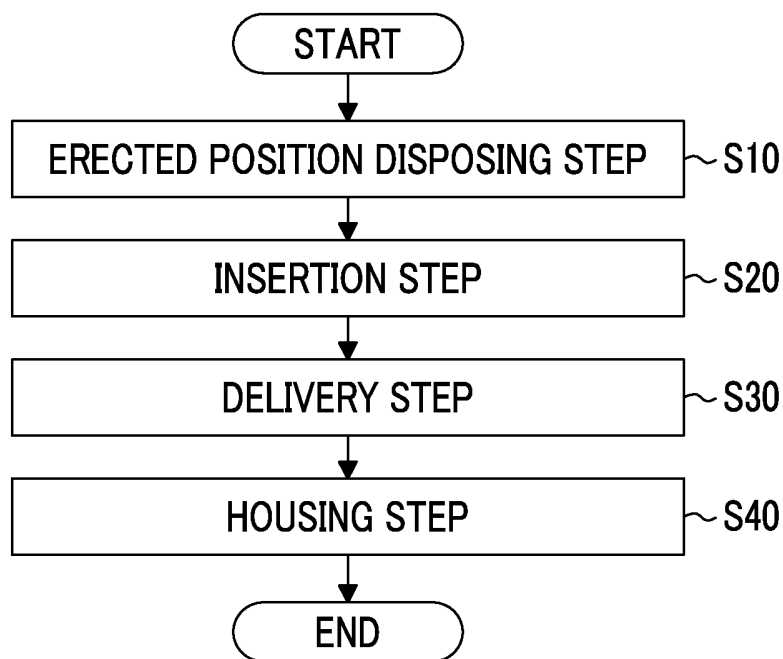 START
ERECTED POSITION DISPOSING STEP S10
INSERTION STEP S20
DELIVERY STEP S30
HOUSING STEP S40
END